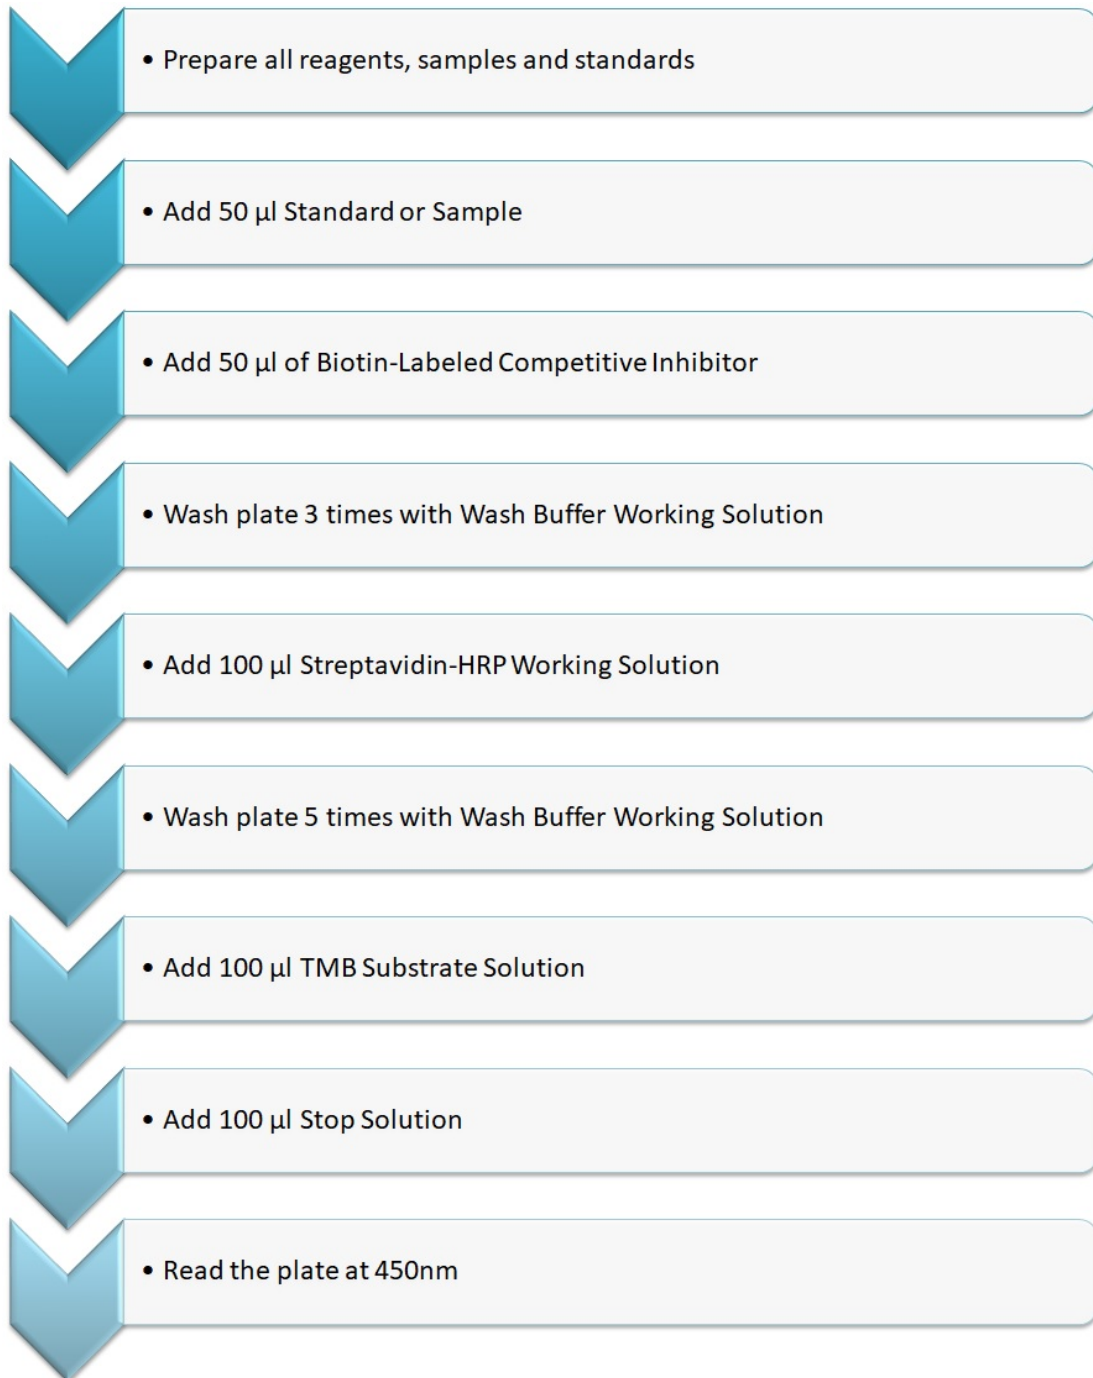 • Prepare all reagents, samples and standards
• Add 50 µl Standard or Sample
• Add 50 µl of Biotin-Labeled Competitive Inhibitor
• Wash plate 3 times with Wash Buffer Working Solution
• Add 100 µl Streptavidin-HRP Working Solution
• Wash plate 5 times with Wash Buffer Working Solution
• Add 100 µl TMB Substrate Solution
• Add 100 µl Stop Solution
• Read the plate at 450nm